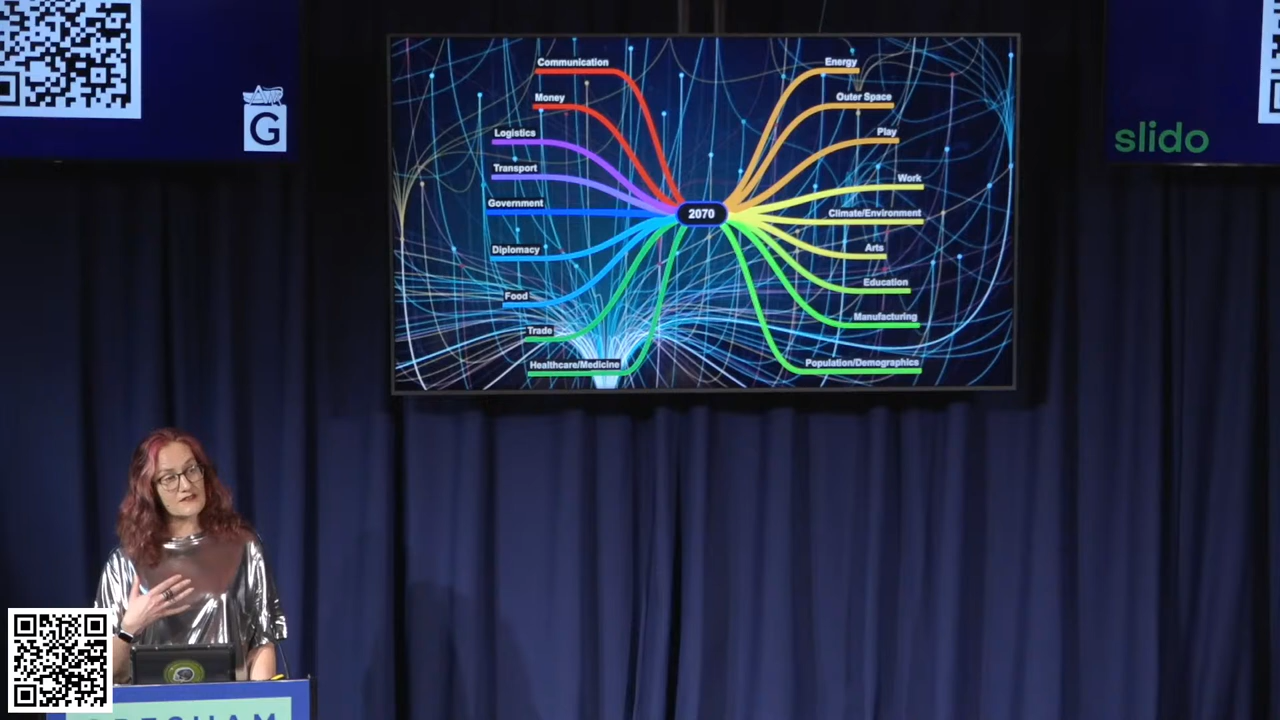 G
slido
Communication
Money
Logistics
Transport
Government
Diplomacy
Food
Trade
Healthcare/Medicine
2070
Energy
Outer Space
Play
Work
Climate/Environment
Arts
Education
Manufacturing
Population/Demographics
GRESHAM